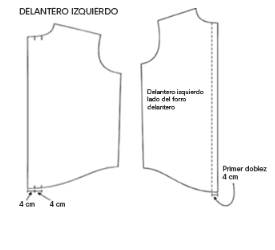 DELANTERO IZQUIERDO
Delantero izquierdo
lado del forro
delantero
Primer doblez
4 cm
4 cm
4 cm